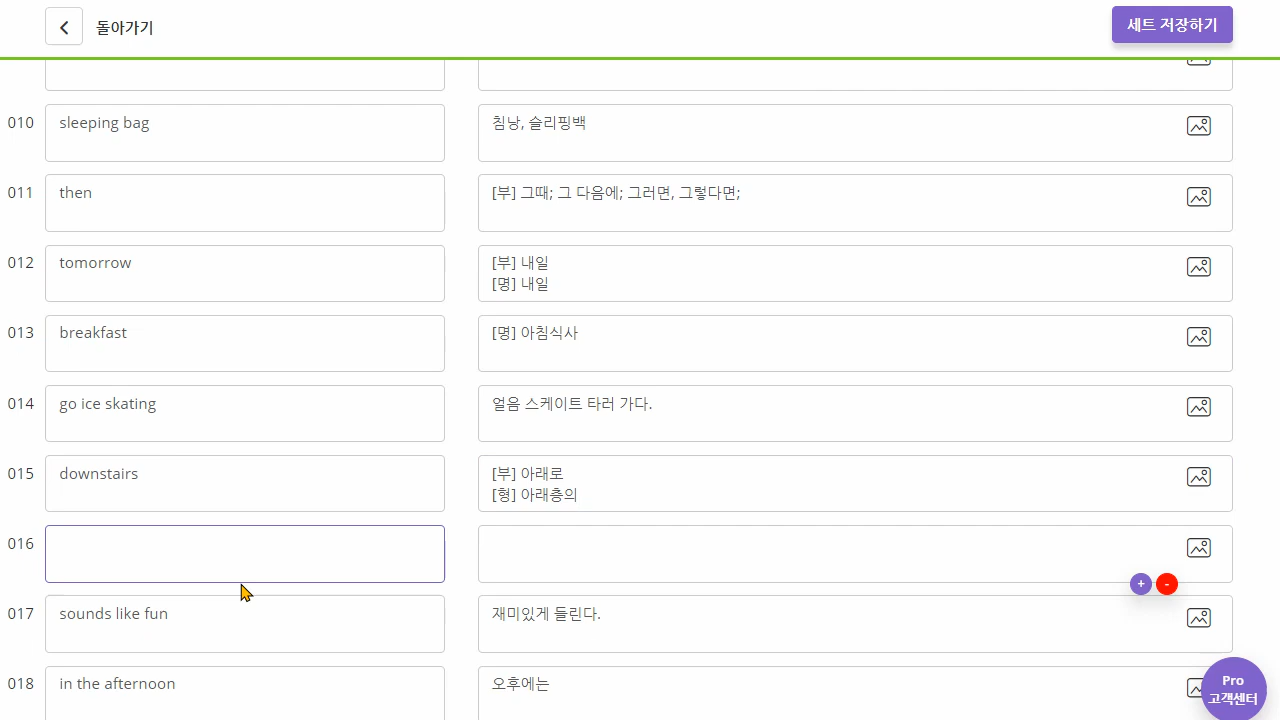 돌아가기
세트 저장하기
010
sleeping bag
침낭, 슬리핑백
011
then
[부] 그때; 그 다음에; 그러면, 그렇다면;
012
tomorrow
[부] 내일
[명] 내일
013
breakfast
[명] 아침식사
014
go ice skating
얼음 스케이트 타러 가다.
015
downstairs
[부] 아래로
[형] 아래층의
016
+
-
017
sounds like fun
재미있게 들린다.
018
in the afternoon
오후에는
Pro
고객센터